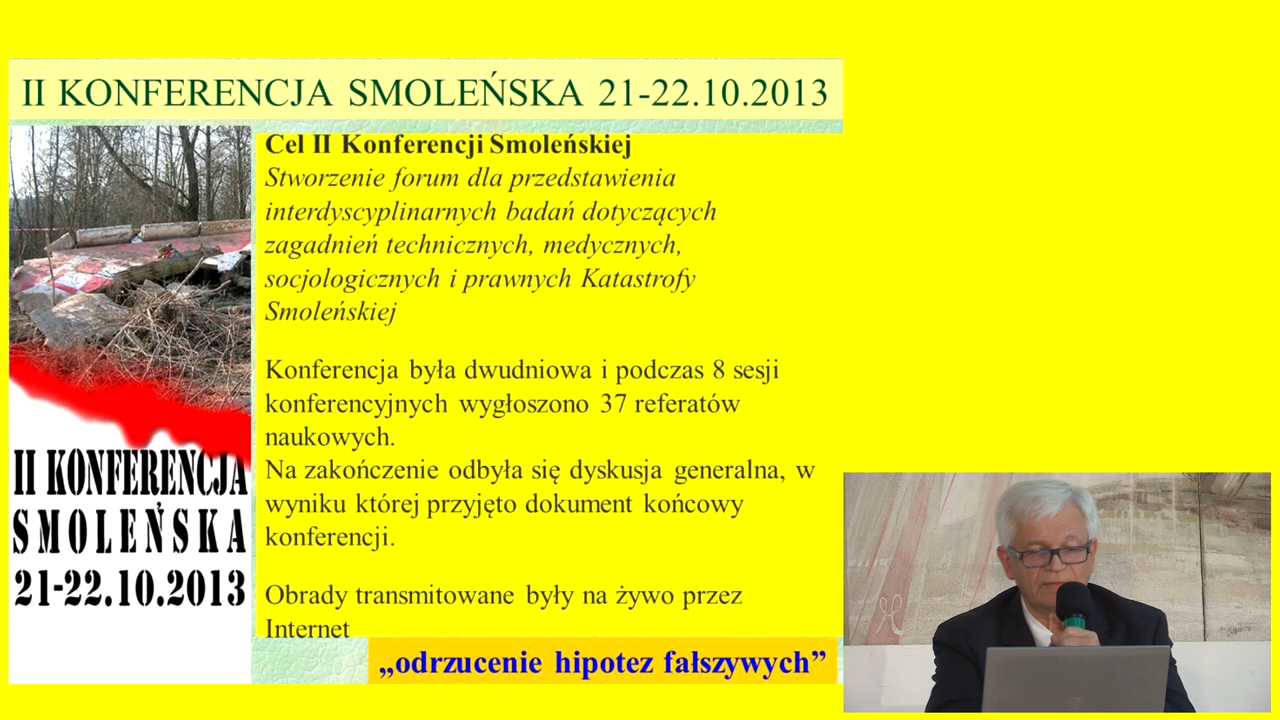 II KONFERENCJA SMOLEŃSKA 21-22.10.2013
Cel II Konferencji Smoleńskiej
Stworzenie forum dla przedstawienia
interdyscyplinarnych badań dotyczących
zagadnień technicznych, medycznych,
socjologicznych i prawnych Katastrofy
Smoleńskiej
Konferencja była dwudniowa i podczas 8 sesji
konferencyjnych wygłoszono 37 referatów
naukowych.
Na zakończenie odbyła się dyskusja generalna, w
wyniku której przyjęto dokument końcowy
konferencji.
Obrady transmitowane były na żywo przez
Internet
„odrzucenie hipotez fałszywych”
II KONFERENCJA
SMOLEŃSKA
21-22.10.2013